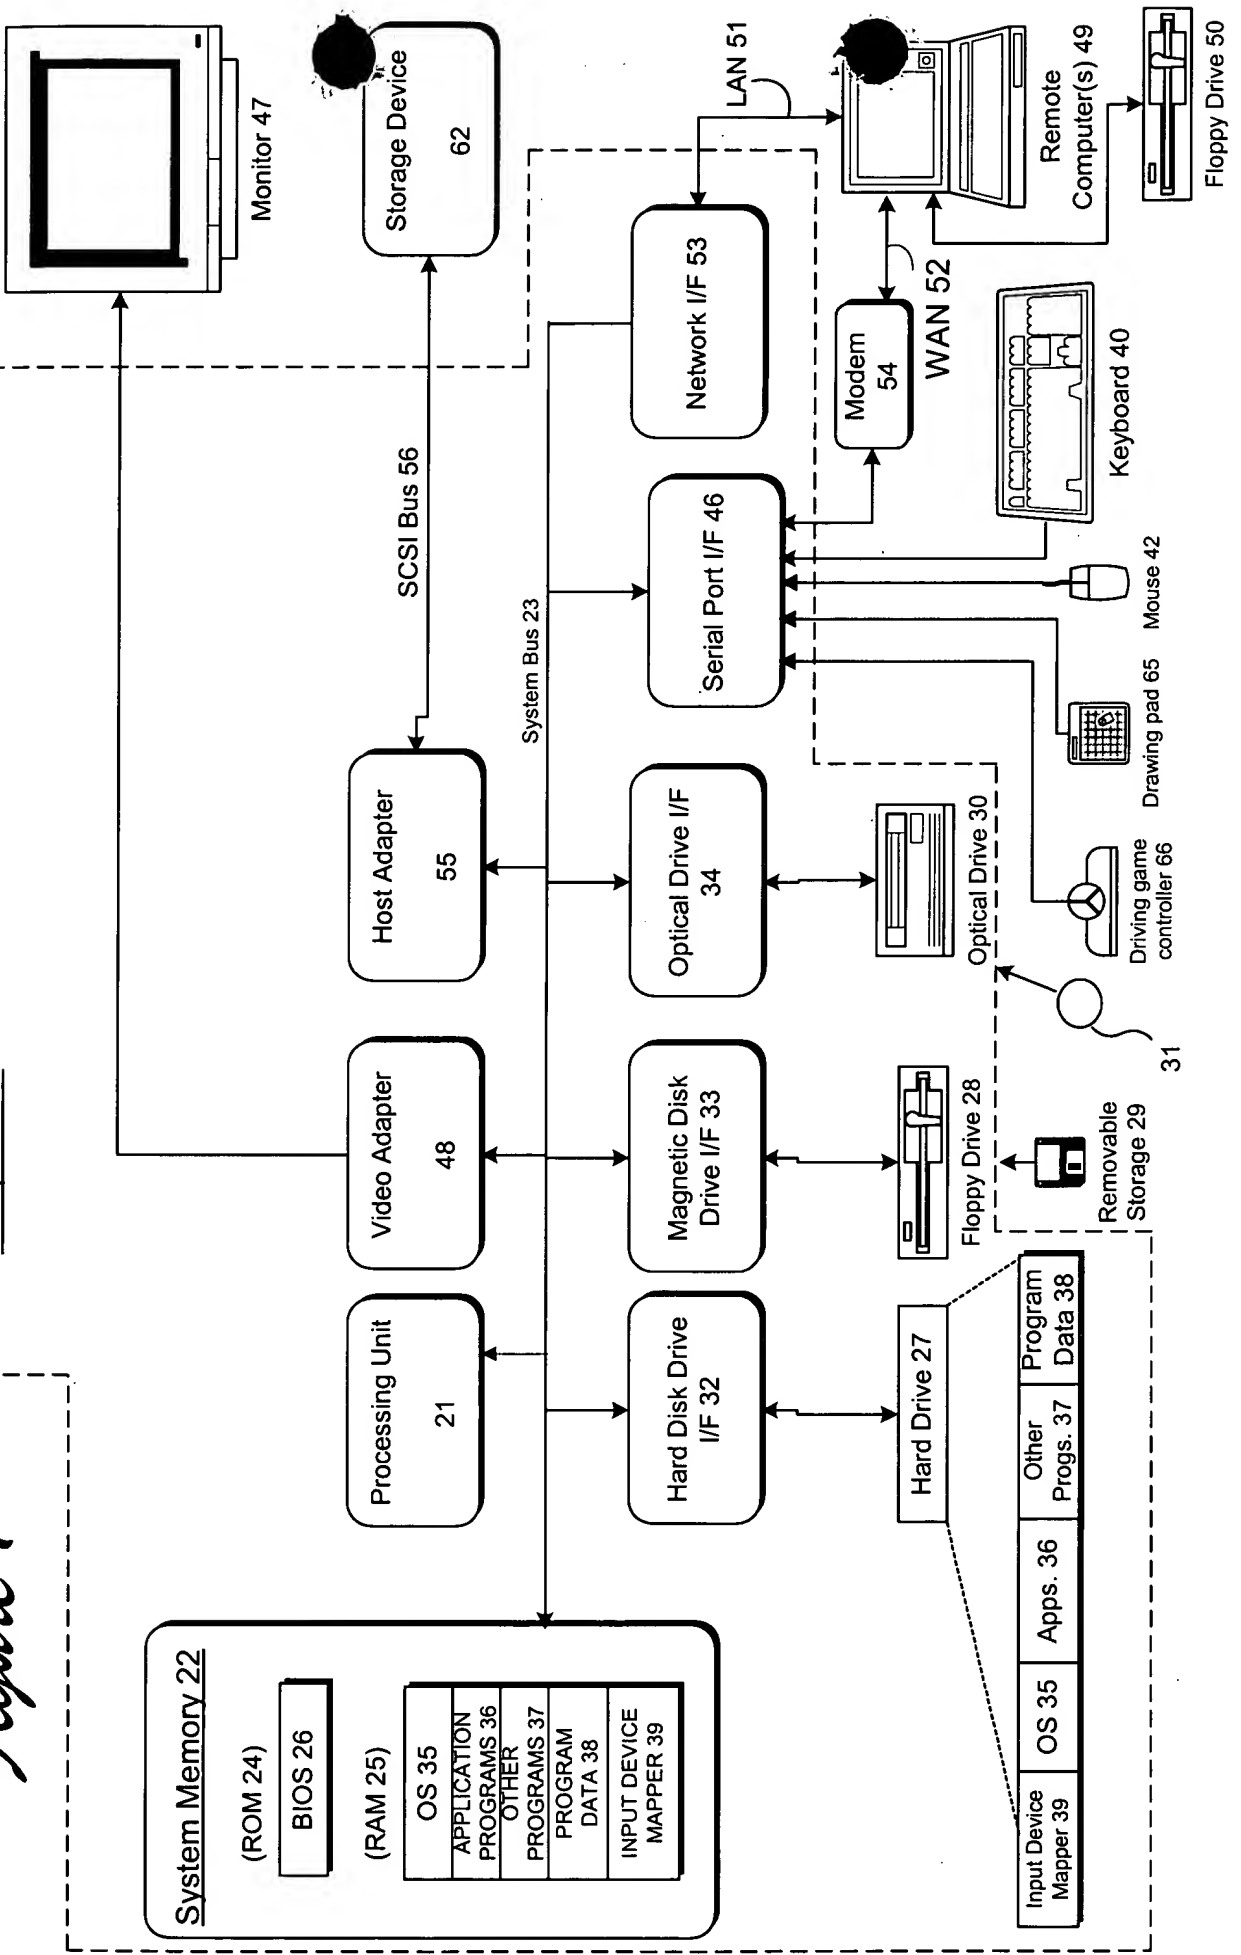 System Memory 22
(ROM 24)
BIOS 26
(RAM 25)
OS 35
APPLICATION
PROGRAMS 36
OTHER
PROGRAMS 37
PROGRAM
DATA 38
INPUT DEVICE
MAPPER 39
Processing Unit
21
Video Adapter
48
Host Adapter
55
SCSI Bus 56
Monitor 47
Storage Device
62
System Bus 23
Hard Disk Drive
I/F 32
Magnetic Disk
Drive I/F 33
Optical Drive I/F
34
Serial Port I/F 46
Network I/F 53
LAN 51
Modem
54
WAN 52
Remote
Computer(s) 49
Floppy Drive 50
Hard Drive 27
Floppy Drive 28
Optical Drive 30
Keyboard 40
Mouse 42
Drawing pad 65
Driving game
controller 66
31
Removable
Storage 29
Input Device
Mapper 39
OS 35
Apps. 36
Other
Progs. 37
Program
Data 38